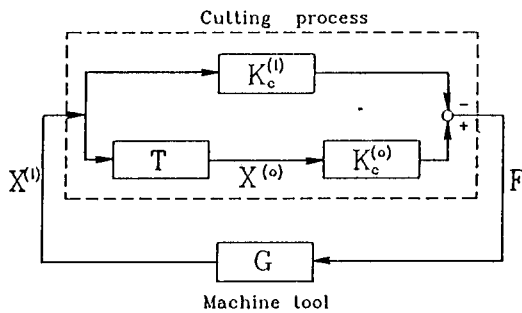 Cutting process
K_c^(1)
−
+
T
X^(o)
K_c^(o)
X^(1)
F
G
Machine tool